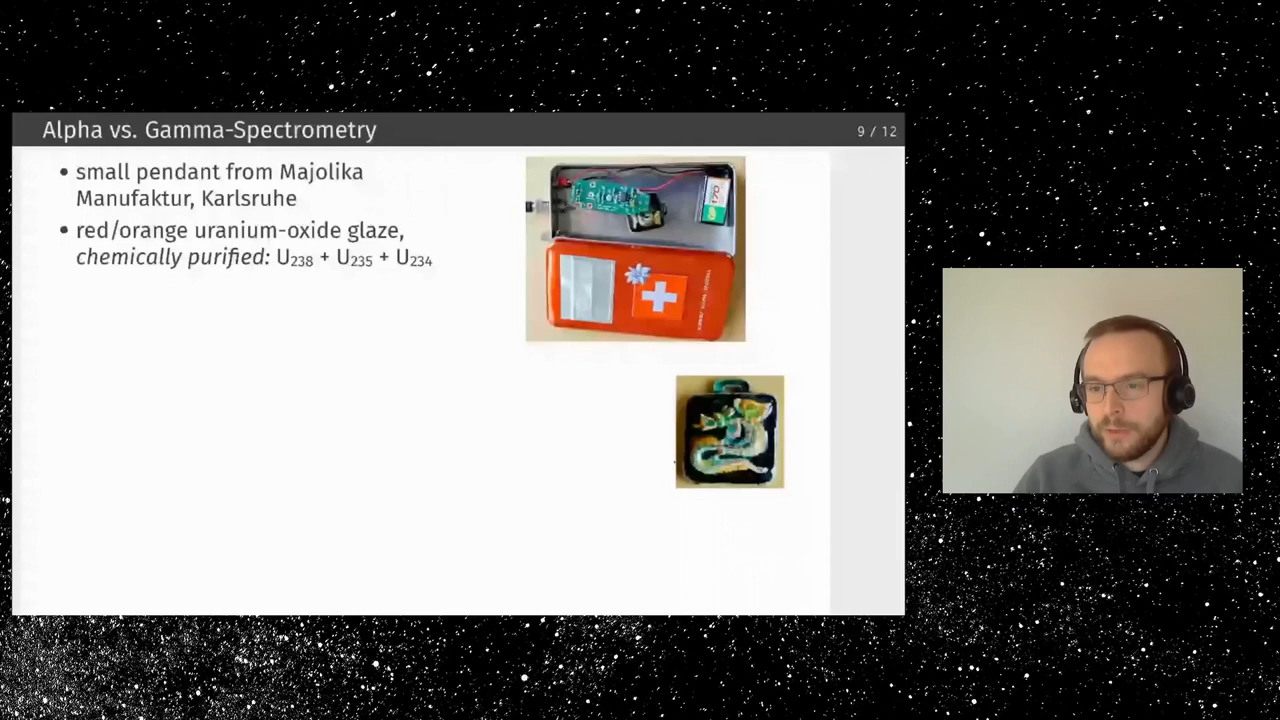 Alpha vs. Gamma-Spectrometry
9 / 12
• small pendant from Majolika
Manufaktur, Karlsruhe
• red/orange uranium-oxide glaze,
chemically purified: U₂₃₈ + U₂₃₅ + U₂₃₄